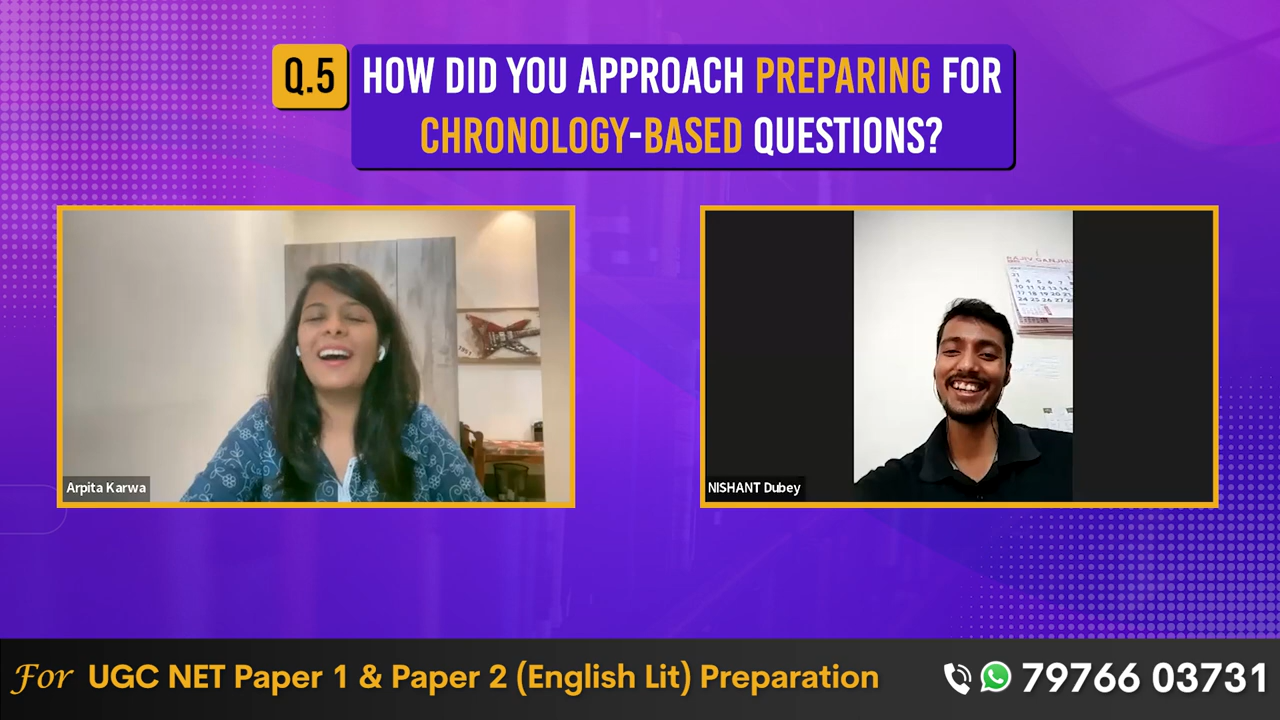 Q.5
HOW DID YOU APPROACH PREPARING FOR
CHRONOLOGY-BASED QUESTIONS?
Arpita Karwa
NISHANT Dubey
For UGC NET Paper 1 & Paper 2 (English Lit) Preparation
79766 03731